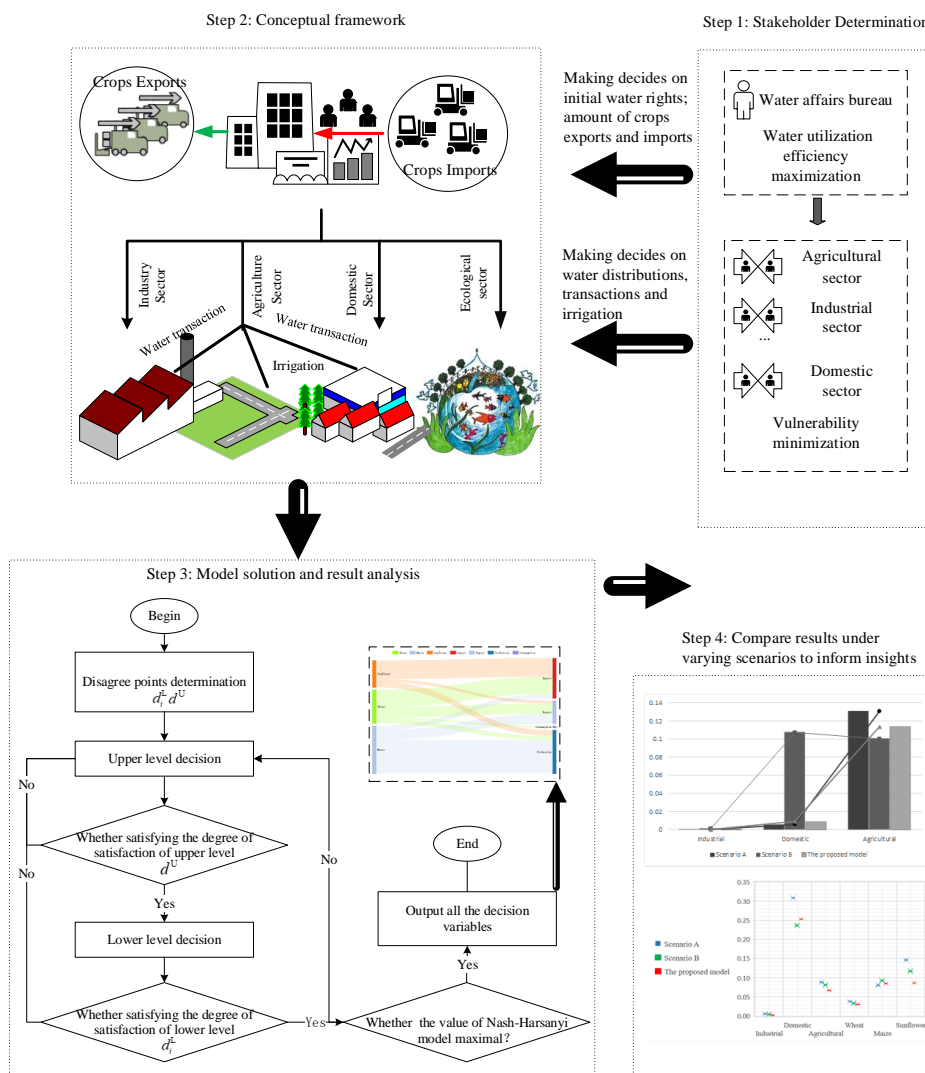 Step 2: Conceptual framework
Crops Exports
Crops Imports
Industry
Sector
Agriculture
Sector
Domestic
Sector
Ecological
sector
Water transaction
Water transaction
Irrigation
Making decides on
initial water rights;
amount of crops
exports and imports
Making decides on
water distributions,
transactions and
irrigation
Step 1: Stakeholder Determination
Water affairs bureau
Water utilization
efficiency
maximization
Agricultural
sector
Industrial
sector
...
Domestic
sector
Vulnerability
minimization
Step 3: Model solution and result analysis
Begin
Disagree points determination
d_i^L d^U
Upper level decision
No
Whether satisfying the degree of
satisfaction of upper level
d^U
No
Yes
Lower level decision
Whether satisfying the degree of
satisfaction of lower level
d_i^L
Yes
No
End
Output all the decision
variables
Yes
Whether the value of Nash-Harsanyi
model maximal?
Step 4: Compare results under
varying scenarios to inform insights
0.14
0.12
0.1
0.08
0.06
0.04
0.02
0
Industrial Domestic Agricultural
Scenario A Scenario B The proposed model
0.35
0.30
0.25
0.20
0.15
0.10
0.05
0.00
Scenario A
Scenario B
The proposed model
Domestic Wheat Sunflower
Industrial Agricultural Maize